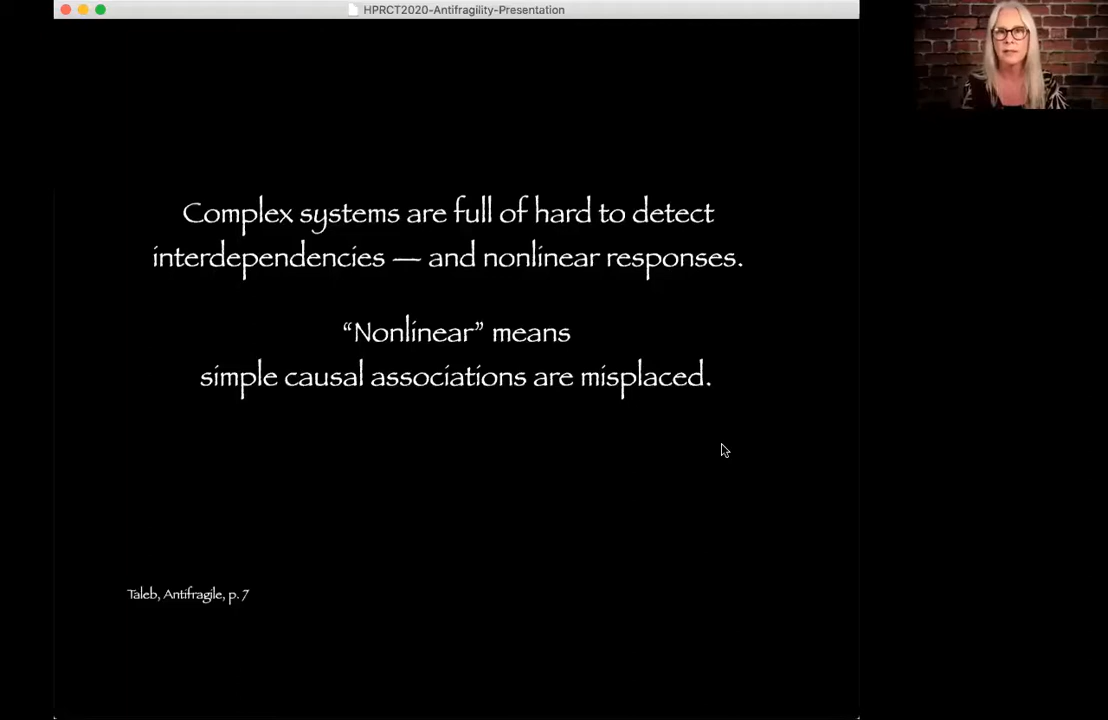 HPRCT2020-Antifragility-Presentation
Complex systems are full of hard to detect
interdependencies — and nonlinear responses.
“Nonlinear” means
simple causal associations are misplaced.
Taleb, Antifragile, p. 7